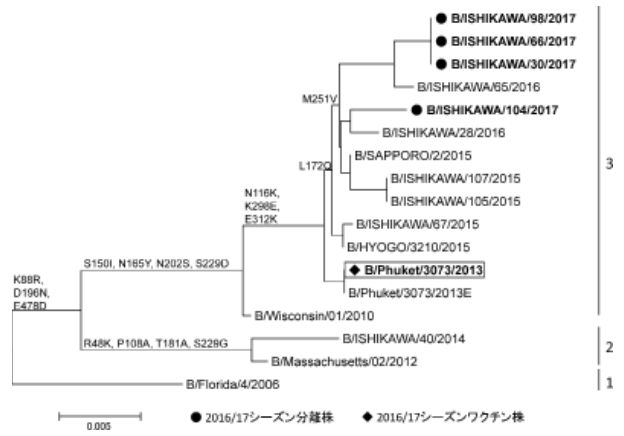 B/ISHIKAWA/98/2017
B/ISHIKAWA/66/2017
B/ISHIKAWA/30/2017
B/ISHIKAWA/65/2016
M251V
B/ISHIKAWA/104/2017
B/ISHIKAWA/28/2016
B/SAPPORO/2/2015
L172Q
B/ISHIKAWA/107/2015
B/ISHIKAWA/105/2015
3
N116K,
K298E,
E312K
B/ISHIKAWA/67/2015
B/HYOGO/3210/2015
S150I, N165Y, N202S, S229D
B/Phuket/3073/2013
K88R,
D196N,
E478D
B/Phuket/3073/2013E
B/Wisconsin/01/2010
R48K, P108A, T181A, S229G
B/ISHIKAWA/40/2014
2
B/Massachusetts/02/2012
B/Florida/4/2006
1
0.005
● 2016/17シーズン分離株
◆ 2016/17シーズンワクチン株